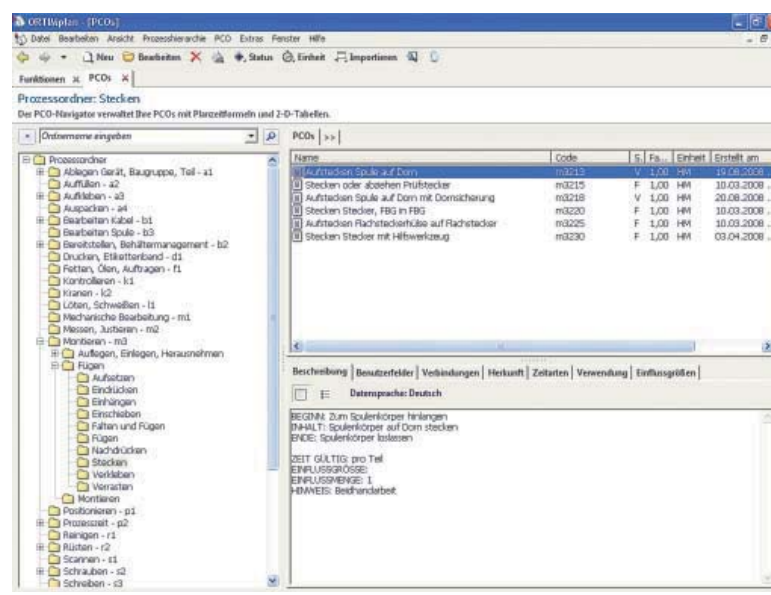 ORTIMplan - [PCOs]
Datei Bearbeiten Ansicht Prozesshierarchie PCO Extras Fenster Hilfe
Neu Bearbeiten Status Einheit Importieren
Funktionen PCOs
Prozessordner: Stecken
Der PCO-Navigator verwaltet Ihre PCOs mit Planzeitformeln und 2-D-Tabellen.
Ordnername eingeben
Prozessordner
Ablegen Gerät, Baugruppe, Teil - a1
Auffüllen - a2
Aufkleben - a3
Auspacken - a4
Bearbeiten Kabel - b1
Bearbeiten Spule - b3
Bereitstellen, Behältermanagement - b2
Drucken, Etikettenband - d1
Fetten, Ölen, Auftragen - f1
Kontrollieren - k1
Kranen - k2
Löten, Schweißen - l1
Mechanische Bearbeitung - m1
Messen, Justieren - m2
Montieren - m3
Auflegen, Einlegen, Herausnehmen
Fügen
Aufsetzen
Eindrücken
Einhängen
Einschieben
Falten und Fügen
Fügen
Nachdrücken
Stecken
Verkleben
Verrasten
Montieren
Positionieren - p1
Prozesszeit - p2
Reinigen - r1
Rüsten - r2
Scannen - s1
Schrauben - s2
Schreiben - s3
PCOs >>
Name Code S. Fa... Einheit Erstellt am
Aufstecken Spule auf Dorn m3213 V 1,00 HM 19.08.2008
Stecken oder abziehen Prüfstecker m3215 F 1,00 HM 10.03.2008
Aufstecken Spule auf Dorn mit Dornsicherung m3218 V 1,00 HM 20.08.2008
Stecken Stecker, FBG in FBG m3220 F 1,00 HM 10.03.2008
Aufstecken Flachsteckerhülse auf Flachstecker m3225 F 1,00 HM 10.03.2008
Stecken Stecker mit Hilfswerkzeug m3230 F 1,00 HM 03.04.2008
Beschreibung Benutzerfelder Verbindungen Herkunft Zeitarten Verwendung Einflussgrößen
Datensprache: Deutsch
BEGINN: Zum Spulenkörper hinlangen
INHALT: Spulenkörper auf Dorn stecken
ENDE: Spulenkörper loslassen
ZEIT GÜLTIG: pro Teil
EINFLUSSGRÖSSE:
EINFLUSSMENGE: 1
HINWEIS: Beidhandarbeit